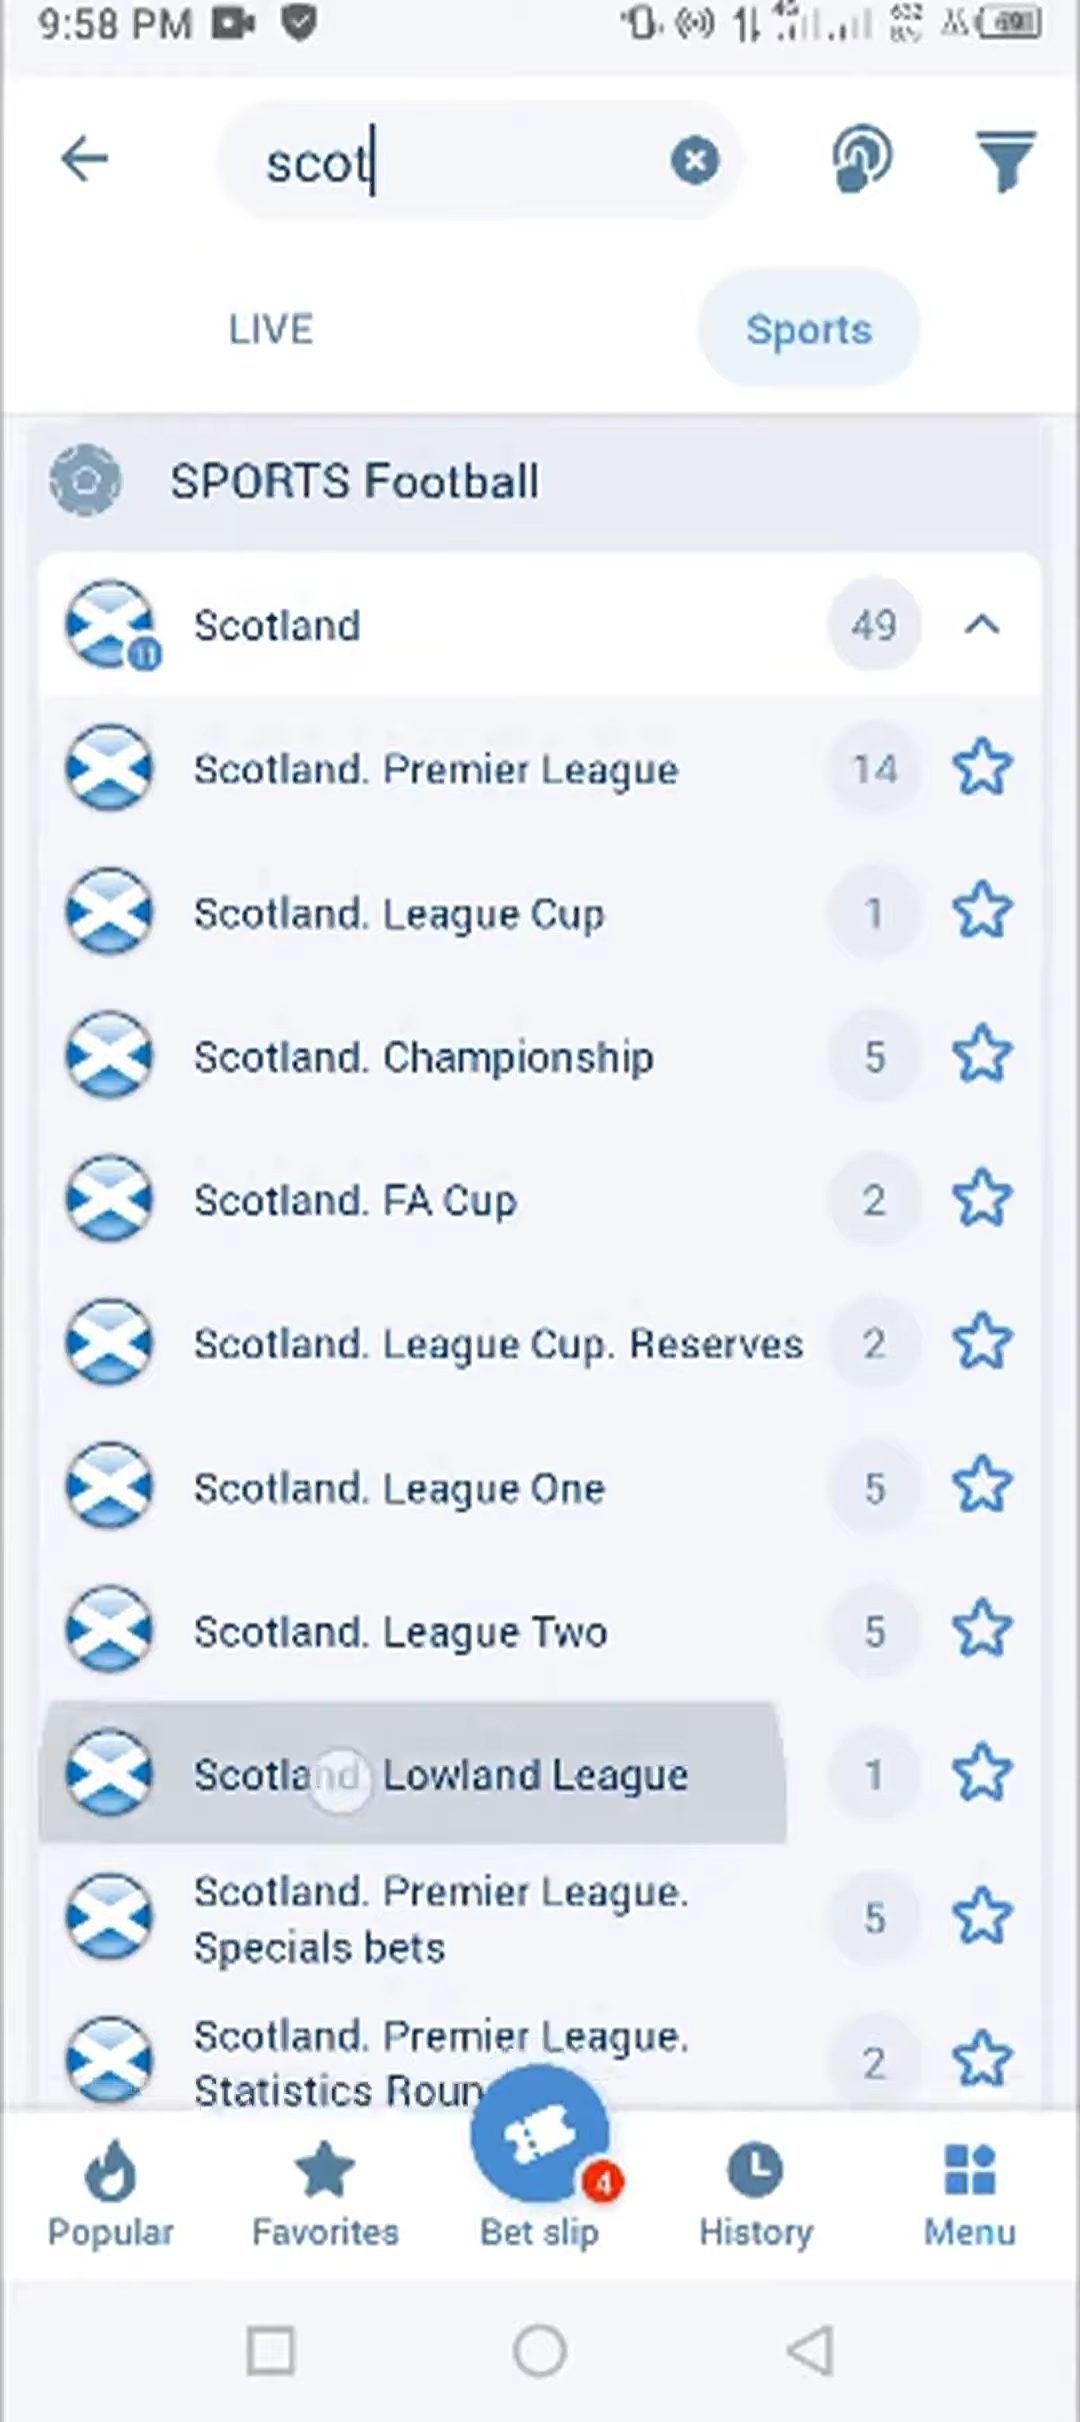 9:58 PM
scot
LIVE
Sports
SPORTS Football
Scotland
49
11
Scotland. Premier League
14
Scotland. League Cup
1
Scotland. Championship
5
Scotland. FA Cup
2
Scotland. League Cup. Reserves
2
Scotland. League One
5
Scotland. League Two
5
Scotland. Lowland League
1
Scotland. Premier League.
Specials bets
5
Scotland. Premier League.
Statistics Roun
2
4
Popular
Favorites
Bet slip
History
Menu